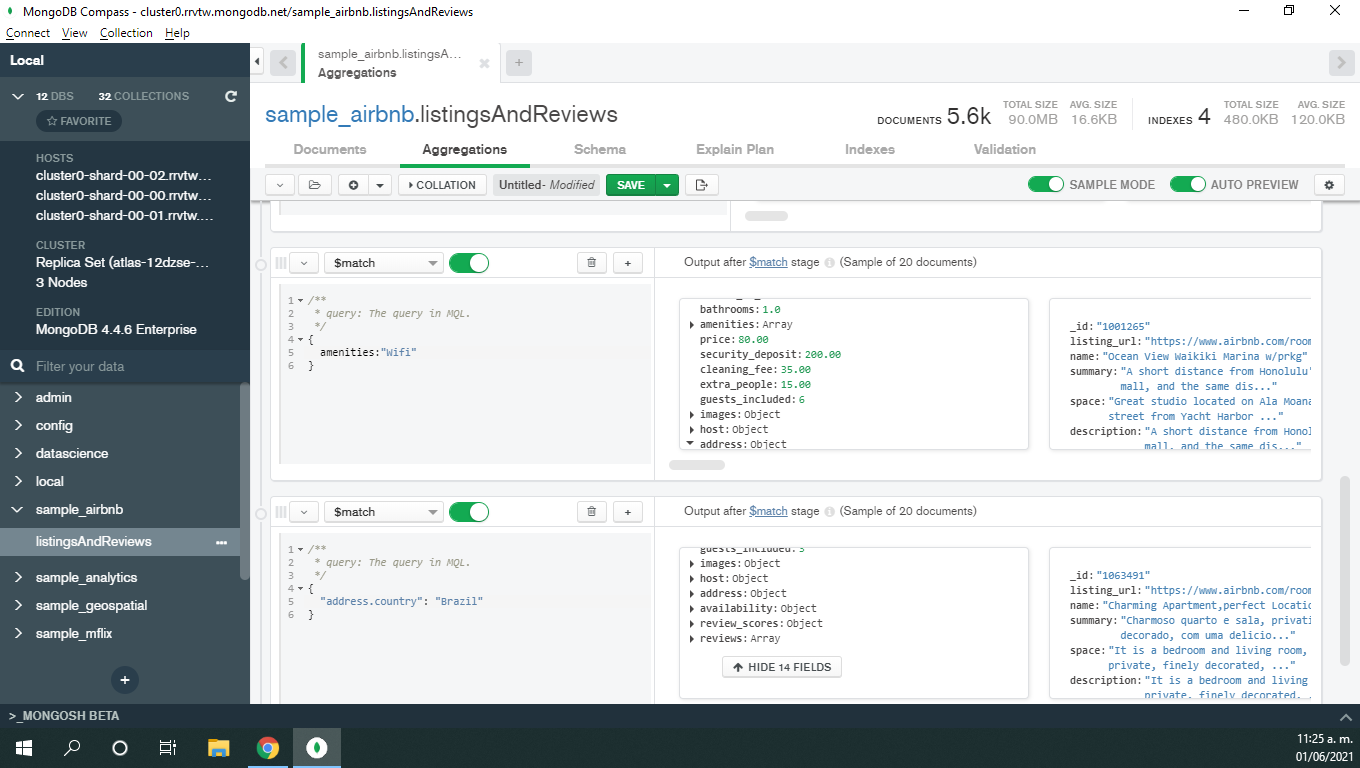 MongoDB Compass - cluster0.rrvtw.mongodb.net/sample_airbnb.listingsAndReviews
Connect View Collection Help
Local
12 DBS 32 COLLECTIONS
FAVORITE
HOSTS
cluster0-shard-00-02.rrvtw...
cluster0-shard-00-00.rrvtw...
cluster0-shard-00-01.rrvtw....
CLUSTER
Replica Set (atlas-12dzse-...
3 Nodes
EDITION
MongoDB 4.4.6 Enterprise
Filter your data
admin
config
datascience
local
sample_airbnb
listingsAndReviews
sample_analytics
sample_geospatial
sample_mflix
sample_airbnb.listingsA...
Aggregations
sample_airbnb.listingsAndReviews
DOCUMENTS 5.6k TOTAL SIZE 90.0MB AVG. SIZE 16.6KB INDEXES 4 TOTAL SIZE 480.0KB AVG. SIZE 120.0KB
Documents Aggregations Schema Explain Plan Indexes Validation
COLLATION Untitled- Modified SAVE SAMPLE MODE AUTO PREVIEW
$match
Output after $match stage (Sample of 20 documents)
1 /**
2 * query: The query in MQL.
3 */
4 {
5 amenities:"Wifi"
6 }
bathrooms: 1.0
amenities: Array
price: 80.00
security_deposit: 200.00
cleaning_fee: 35.00
extra_people: 15.00
guests_included: 6
images: Object
host: Object
address: Object
_id: "1001265"
listing_url: "https://www.airbnb.com/room
name: "Ocean View Waikiki Marina w/prkg"
summary: "A short distance from Honolulu'
mall, and the same dis..."
space: "Great studio located on Ala Moana
street from Yacht Harbor ..."
description: "A short distance from Honol
mall, and the same dis..."
$match
Output after $match stage (Sample of 20 documents)
1 /**
2 * query: The query in MQL.
3 */
4 {
5 "address.country": "Brazil"
6 }
guests_included: 3
images: Object
host: Object
address: Object
availability: Object
review_scores: Object
reviews: Array
HIDE 14 FIELDS
_id: "1063491"
listing_url: "https://www.airbnb.com/room
name: "Charming Apartment,perfect Locatio
summary: "Charmoso quarto e sala, privati
decorado, com uma delicio..."
space: "It is a bedroom and living room,
private, finely decorated, ..."
description: "It is a bedroom and living
private, finely decorated,
>_MONGOSH BETA
11:25 a. m.
01/06/2021